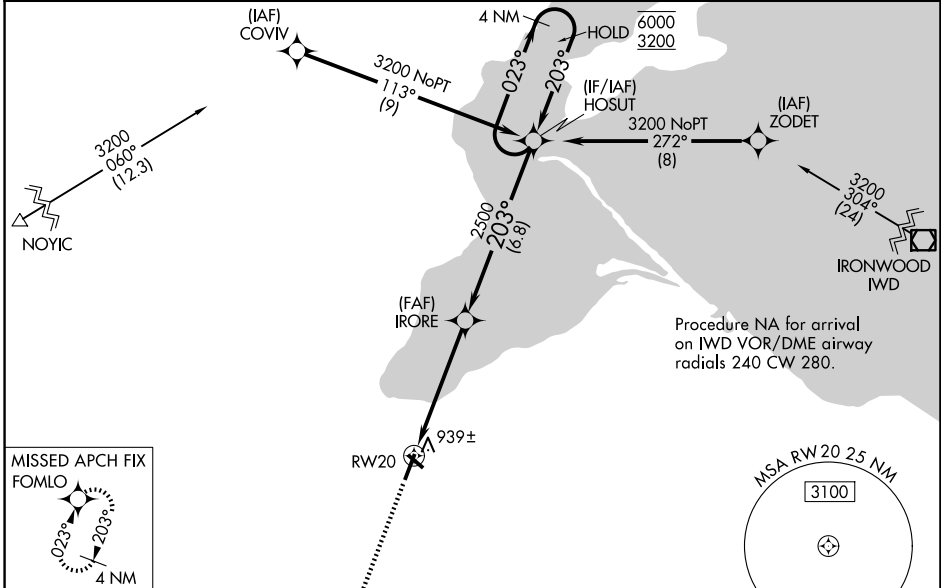 (IAF)
COVIV
4 NM
HOLD
6000
3200
023°
203°
3200 NoPT
113°
(9)
(IF/IAF)
HOSUT
(IAF)
ZODET
3200 NoPT
272°
(8)
3200
060°
(12.3)
NOYIC
3200
304°
(24)
IRONWOOD
IWD
2500
203°
(6.8)
(FAF)
IRORE
Procedure NA for arrival
on IWD VOR/DME airway
radials 240 CW 280.
939±
RW20
MISSED APCH FIX
FOMLO
023°
203°
4 NM
MSA RW20 25 NM
3100